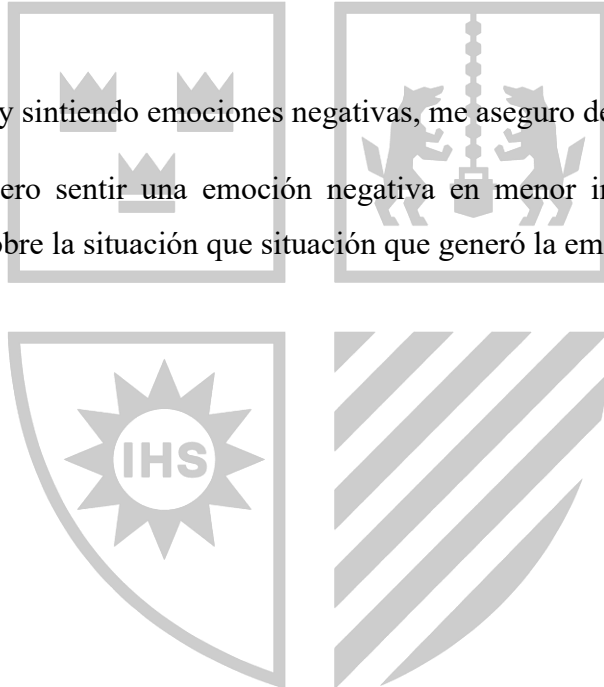 y sintiendo emociones negativas, me aseguro de
ero sentir una emoción negativa en menor in
obre la situación que situación que generó la em
IHS